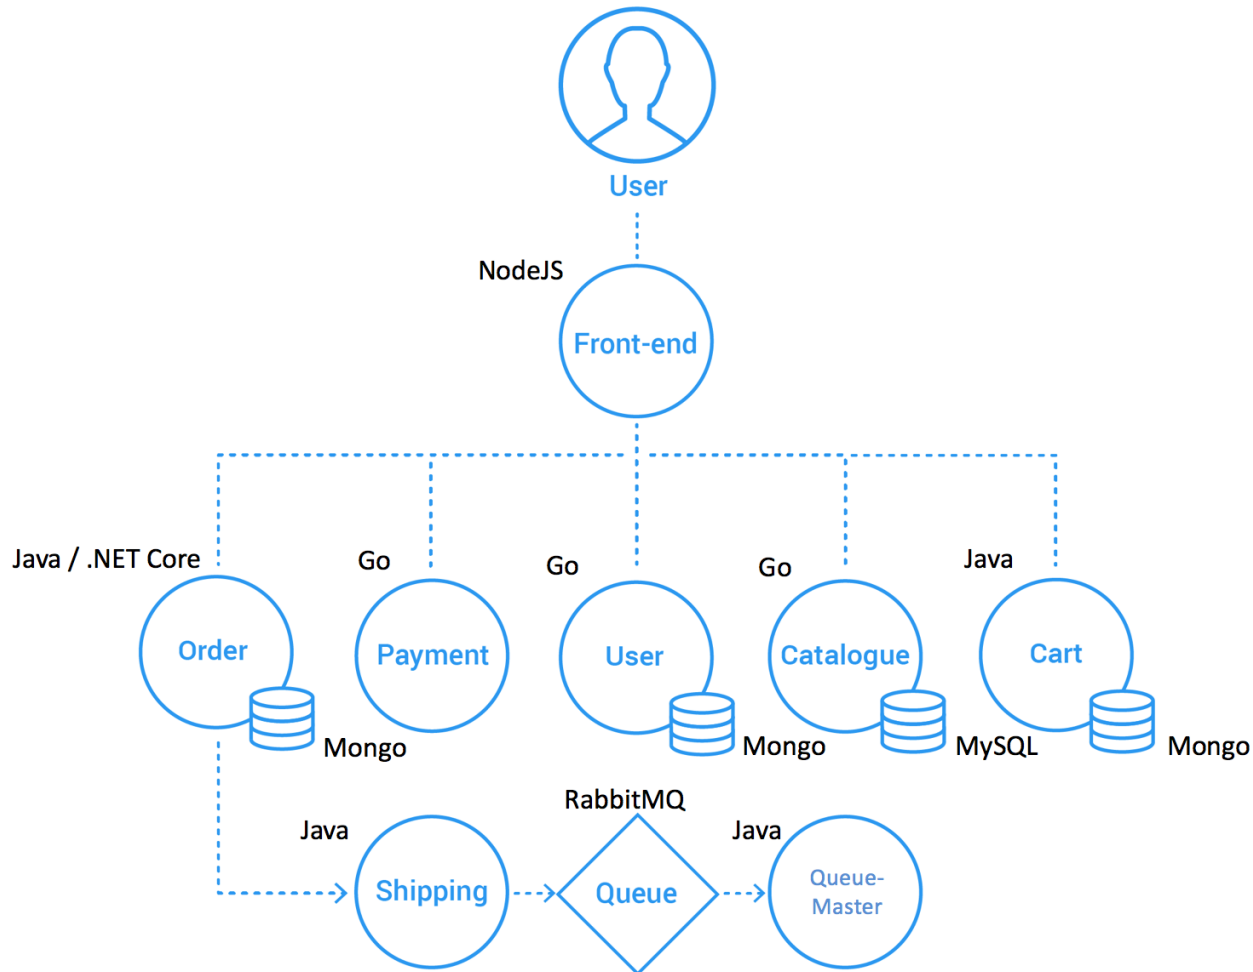 User
NodeJS
Front-end
Java / .NET Core
Go
Go
Go
Java
Order
Payment
User
Catalogue
Cart
Mongo
Mongo
MySQL
Mongo
RabbitMQ
Java
Java
Shipping
Queue
Queue-
Master